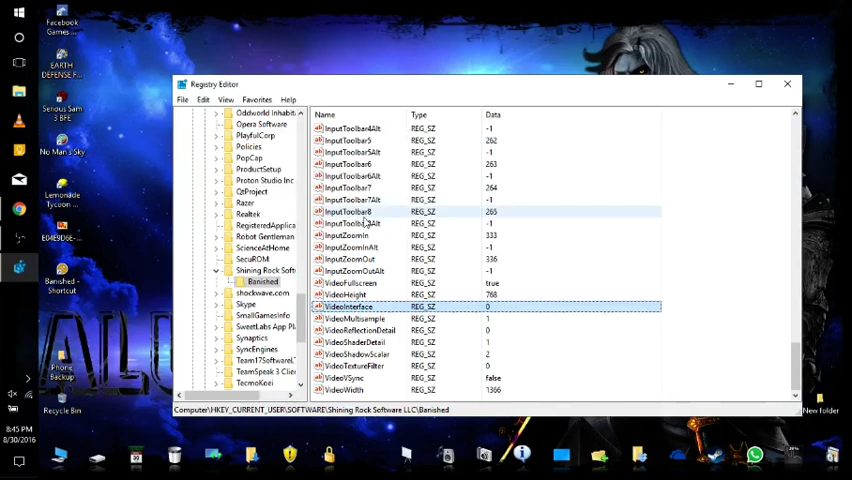 Facebook
Games ...
EARTH
DEFENSE F...
Serious Sam
3 BFE
No Man's Sky
Lemonade
Tycoon ...
E04E9D6E-...
Banished -
Shortcut
Phone
Backup
Recycle Bin
8:45 PM
8/30/2016
New folder
Registry Editor
File Edit View Favorites Help
Oddworld Inhabit
Opera Software
PlayfulCorp
Policies
PopCap
ProductSetup
Proton Studio Inc
QtProject
Razer
Realtek
RegisteredApplica
Robot Gentleman
ScienceAtHome
SecuROM
Shining Rock Soft
Banished
shockwave.com
Skype
SmallGamesInfo
SweetLabs App Pl
Synaptics
SyncEngines
Team17SoftwareL
TeamSpeak 3 Clie
TecmoKoei
Name Type Data
InputToolbar4Alt REG_SZ -1
InputToolbar5 REG_SZ 262
InputToolbar5Alt REG_SZ -1
InputToolbar6 REG_SZ 263
InputToolbar6Alt REG_SZ -1
InputToolbar7 REG_SZ 264
InputToolbar7Alt REG_SZ -1
InputToolbar8 REG_SZ 265
InputToolbar8Alt REG_SZ -1
InputZoomIn REG_SZ 333
InputZoomInAlt REG_SZ -1
InputZoomOut REG_SZ 336
InputZoomOutAlt REG_SZ -1
VideoFullscreen REG_SZ true
VideoHeight REG_SZ 768
VideoInterface REG_SZ 0
VideoMultisample REG_SZ 1
VideoReflectionDetail REG_SZ 0
VideoShaderDetail REG_SZ 1
VideoShadowScalar REG_SZ 2
VideoTextureFilter REG_SZ 0
VideoVSync REG_SZ false
VideoWidth REG_SZ 1366
Computer\HKEY_CURRENT_USER\SOFTWARE\Shining Rock Software LLC\Banished